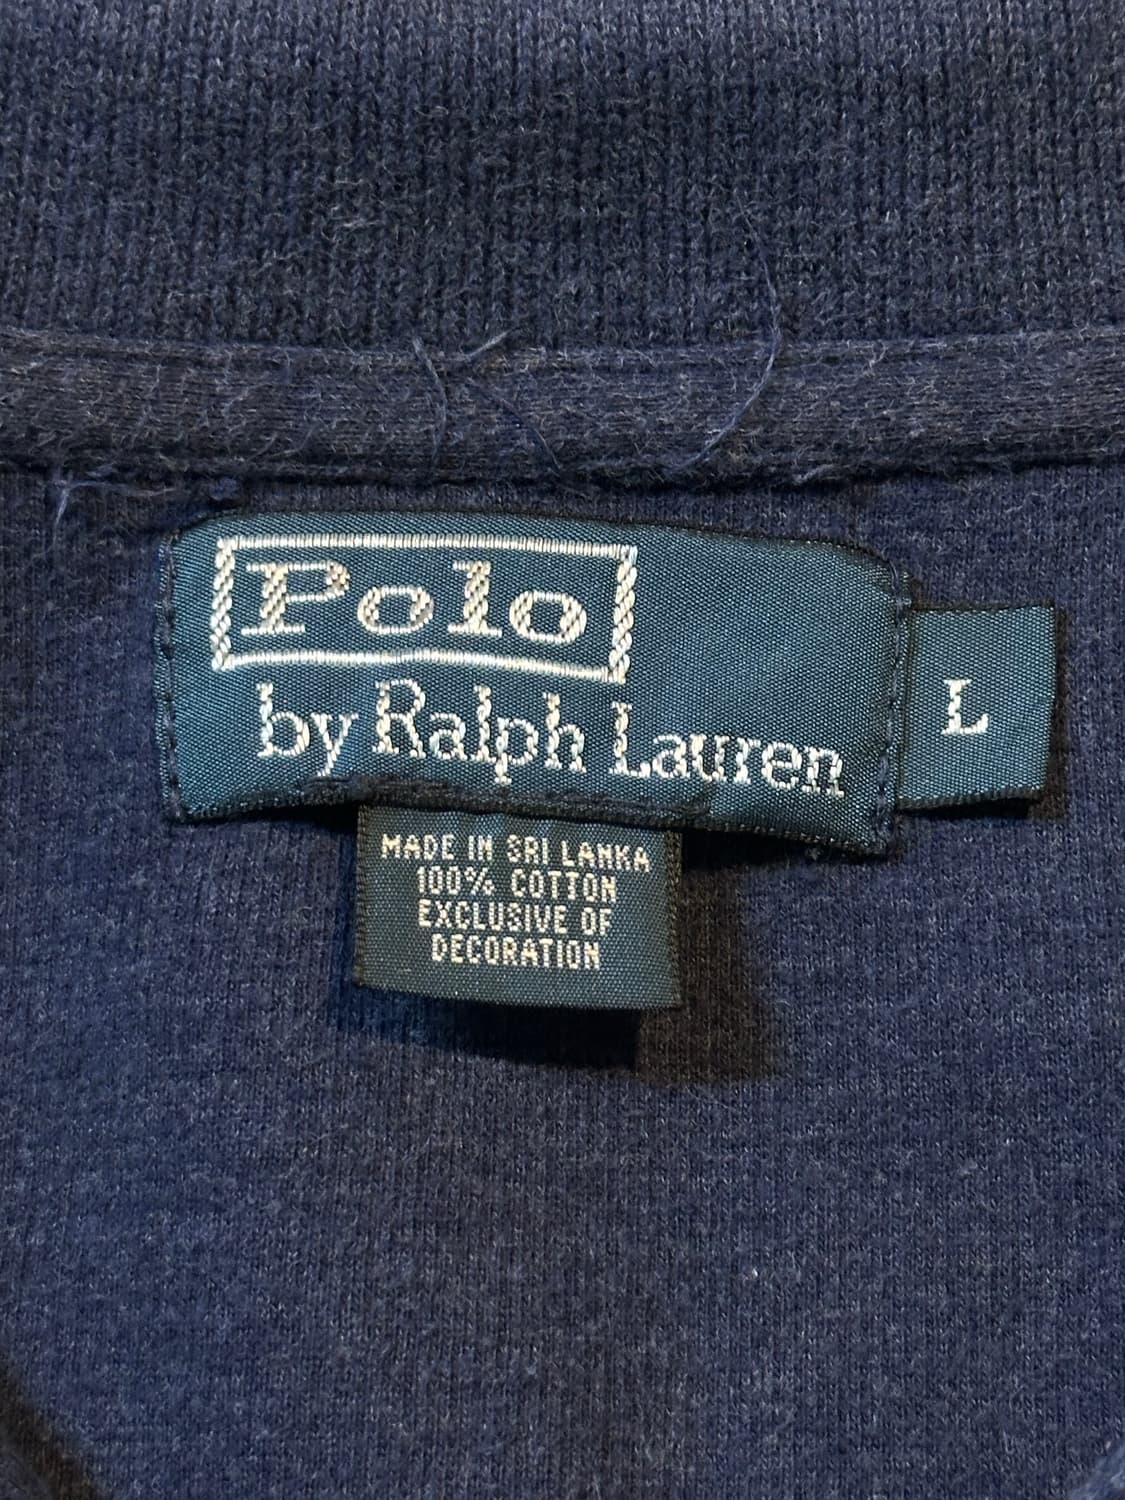 Polo
by Ralph Lauren
L
MADE IN SRI LANKA
100% COTTON
EXCLUSIVE OF
DECORATION